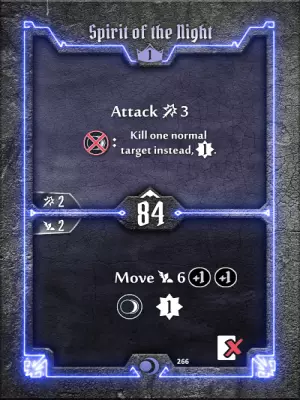 Spirit of the Night
1
Attack 3
: Kill one normal
target instead, 1.
2
84
2
Move 6 +1 +1
1
266